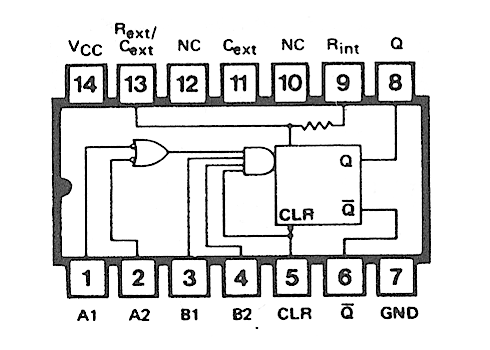 VCC Rext/ Cext NC Cext NC Rint Q
14 13 12 11 10 9 8
Q
CLR Q̅
1 2 3 4 5 6 7
A1 A2 B1 B2 CLR Q̅ GND